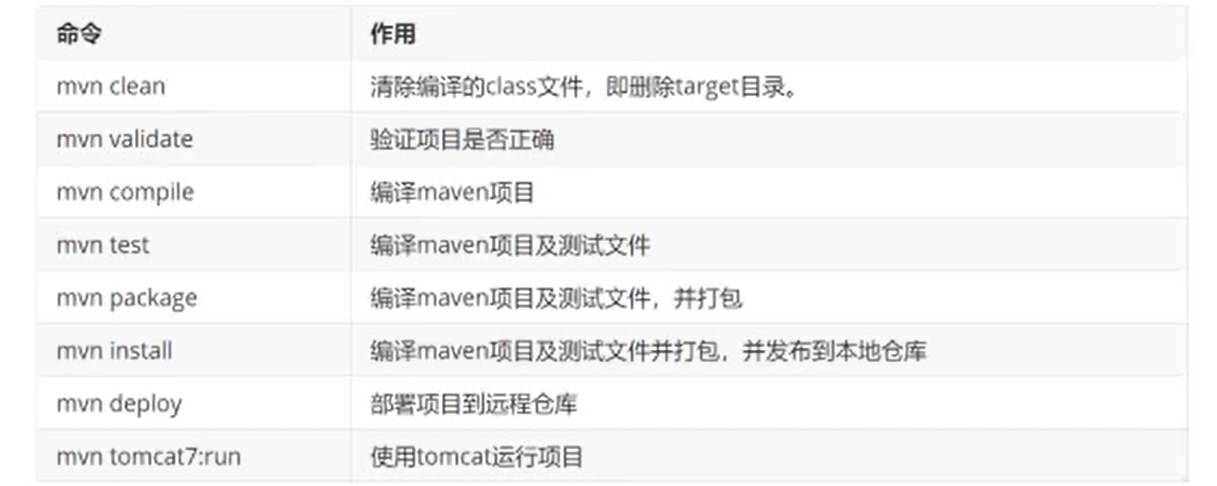 命令 作用
mvn clean 清除编译的class文件，即删除target目录。
mvn validate 验证项目是否正确
mvn compile 编译maven项目
mvn test 编译maven项目及测试文件
mvn package 编译maven项目及测试文件，并打包
mvn install 编译maven项目及测试文件并打包，并发布到本地仓库
mvn deploy 部署项目到远程仓库
mvn tomcat7:run 使用tomcat运行项目